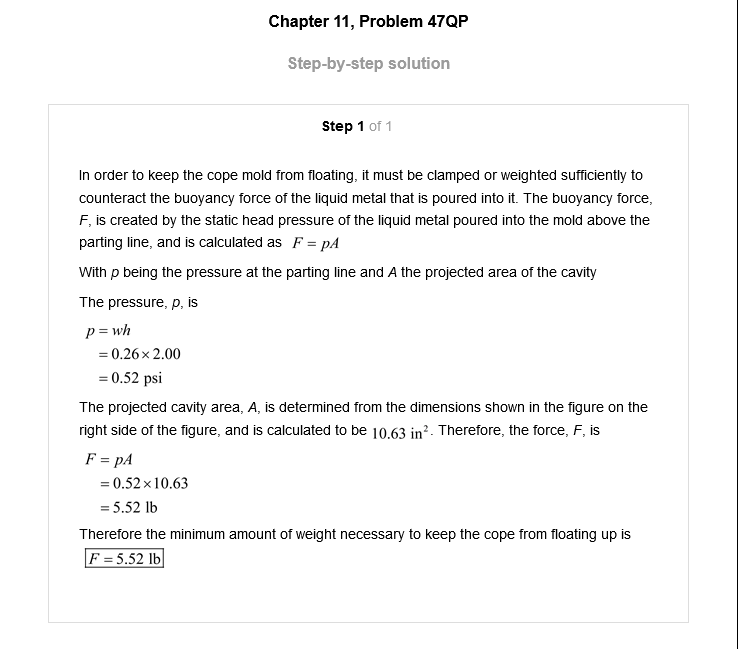 Chapter 11, Problem 47QP
Step-by-step solution
Step 1 of 1
In order to keep the cope mold from floating, it must be clamped or weighted sufficiently to
counteract the buoyancy force of the liquid metal that is poured into it. The buoyancy force,
F, is created by the static head pressure of the liquid metal poured into the mold above the
parting line, and is calculated as F = pA
With p being the pressure at the parting line and A the projected area of the cavity
The pressure, p, is
p = wh
= 0.26 × 2.00
= 0.52 psi
The projected cavity area, A, is determined from the dimensions shown in the figure on the
right side of the figure, and is calculated to be 10.63 in². Therefore, the force, F, is
F = pA
= 0.52 × 10.63
= 5.52 lb
Therefore the minimum amount of weight necessary to keep the cope from floating up is
F = 5.52 lb